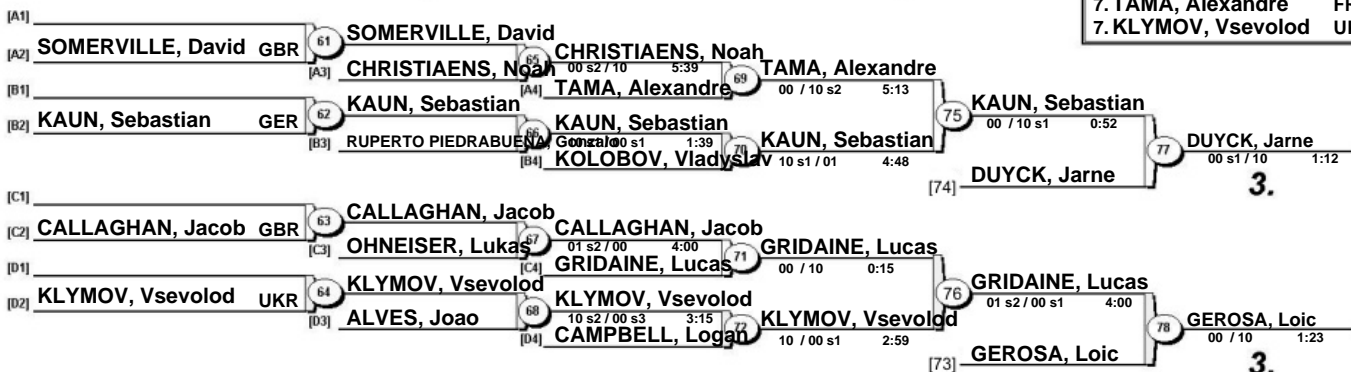 7. TAMA, Alexandre
7. KLYMOV, Vsevolod
[A1]
[A2] SOMERVILLE, David GBR
61
SOMERVILLE, David
[A3] CHRISTIAENS, Noah
65
CHRISTIAENS, Noah
00 s2 / 10 5:39
[A4] TAMA, Alexandre
69
TAMA, Alexandre
00 / 10 s2 5:13
[B1]
[B2] KAUN, Sebastian GER
62
KAUN, Sebastian
[B3] RUPERTO PIEDRABUENA, Gonzalo
66
KAUN, Sebastian
00 s1 1:39
[B4] KOLOBOV, Vladyslav
70
KAUN, Sebastian
10 s1 / 01 4:48
75
KAUN, Sebastian
00 / 10 s1 0:52
[74] DUYCK, Jarne
77
DUYCK, Jarne
00 s1 / 10 1:12
3.
[C1]
[C2] CALLAGHAN, Jacob GBR
63
CALLAGHAN, Jacob
[C3] OHNEISER, Lukas
67
CALLAGHAN, Jacob
01 s2 / 00 4:00
[C4] GRIDAINE, Lucas
71
GRIDAINE, Lucas
00 / 10 0:15
[D1]
[D2] KLYMOV, Vsevolod UKR
64
KLYMOV, Vsevolod
[D3] ALVES, Joao
68
KLYMOV, Vsevolod
10 s2 / 00 s3 3:15
[D4] CAMPBELL, Logan
72
KLYMOV, Vsevolod
10 / 00 s1 2:59
76
GRIDAINE, Lucas
01 s2 / 00 s1 4:00
[73] GEROSA, Loic
78
GEROSA, Loic
00 / 10 1:23
3.